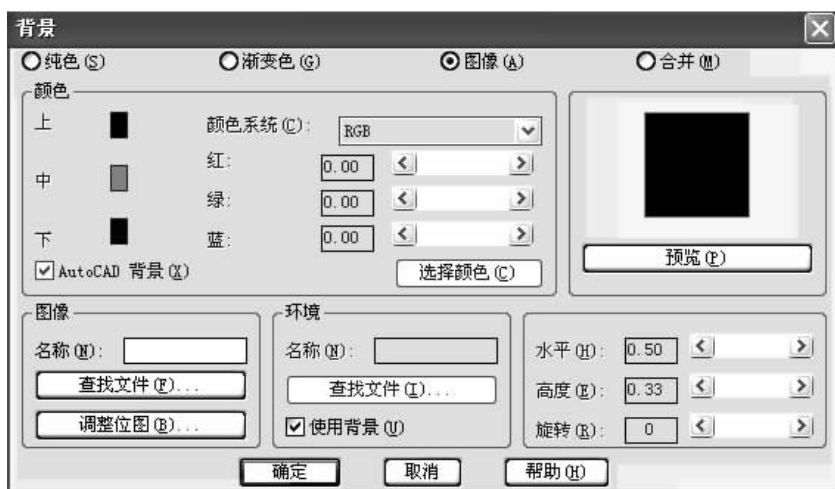 背景
纯色(S) 渐变色(G) 图像(A) 合并(M)
颜色
上 颜色系统(C): RGB
红: 0.00
中
绿: 0.00
下 蓝: 0.00
AutoCAD 背景(X) 选择颜色(C)
预览(P)
图像 环境
名称(N): 名称(N): 水平(H): 0.50
查找文件(F)... 查找文件(I)... 高度(E): 0.33
调整位图(B)... 使用背景(U) 旋转(R): 0
确定 取消 帮助(H)